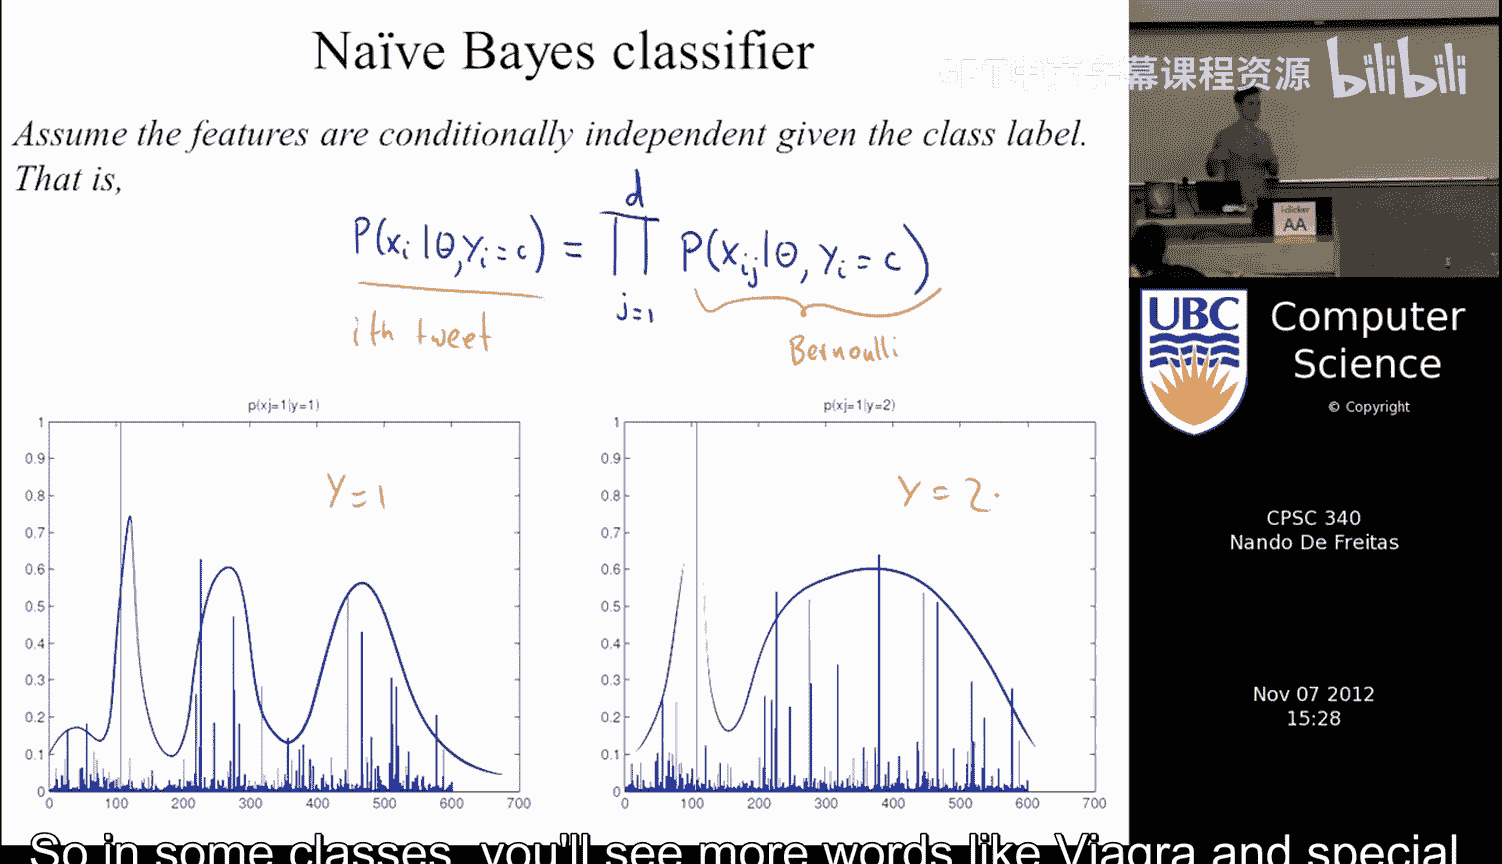 Naïve Bayes classifier
幕课程资源 bilibili
Assume the features are conditionally independent given the class label.
That is,
P(xᵢ|θ,yᵢ=c) = ∏ P(xᵢⱼ|θ, yᵢ=c)
d
j=1
ith tweet
Bernoulli
p(xj=1|y=1)
1
0.9
0.8
0.7
0.6
0.5
0.4
0.3
0.2
0.1
0
0 100 200 300 400 500 600 700
Y=1
p(xj=1|y=2)
1
0.9
0.8
0.7
0.6
0.5
0.4
0.3
0.2
0.1
0
0 100 200 300 400 500 600 700
Y=2.
iclicker
AA
UBC
Computer
Science
© Copyright
CPSC 340
Nando De Freitas
Nov 07 2012
15:28
So in some classes, you'll see more words like Viagra and special